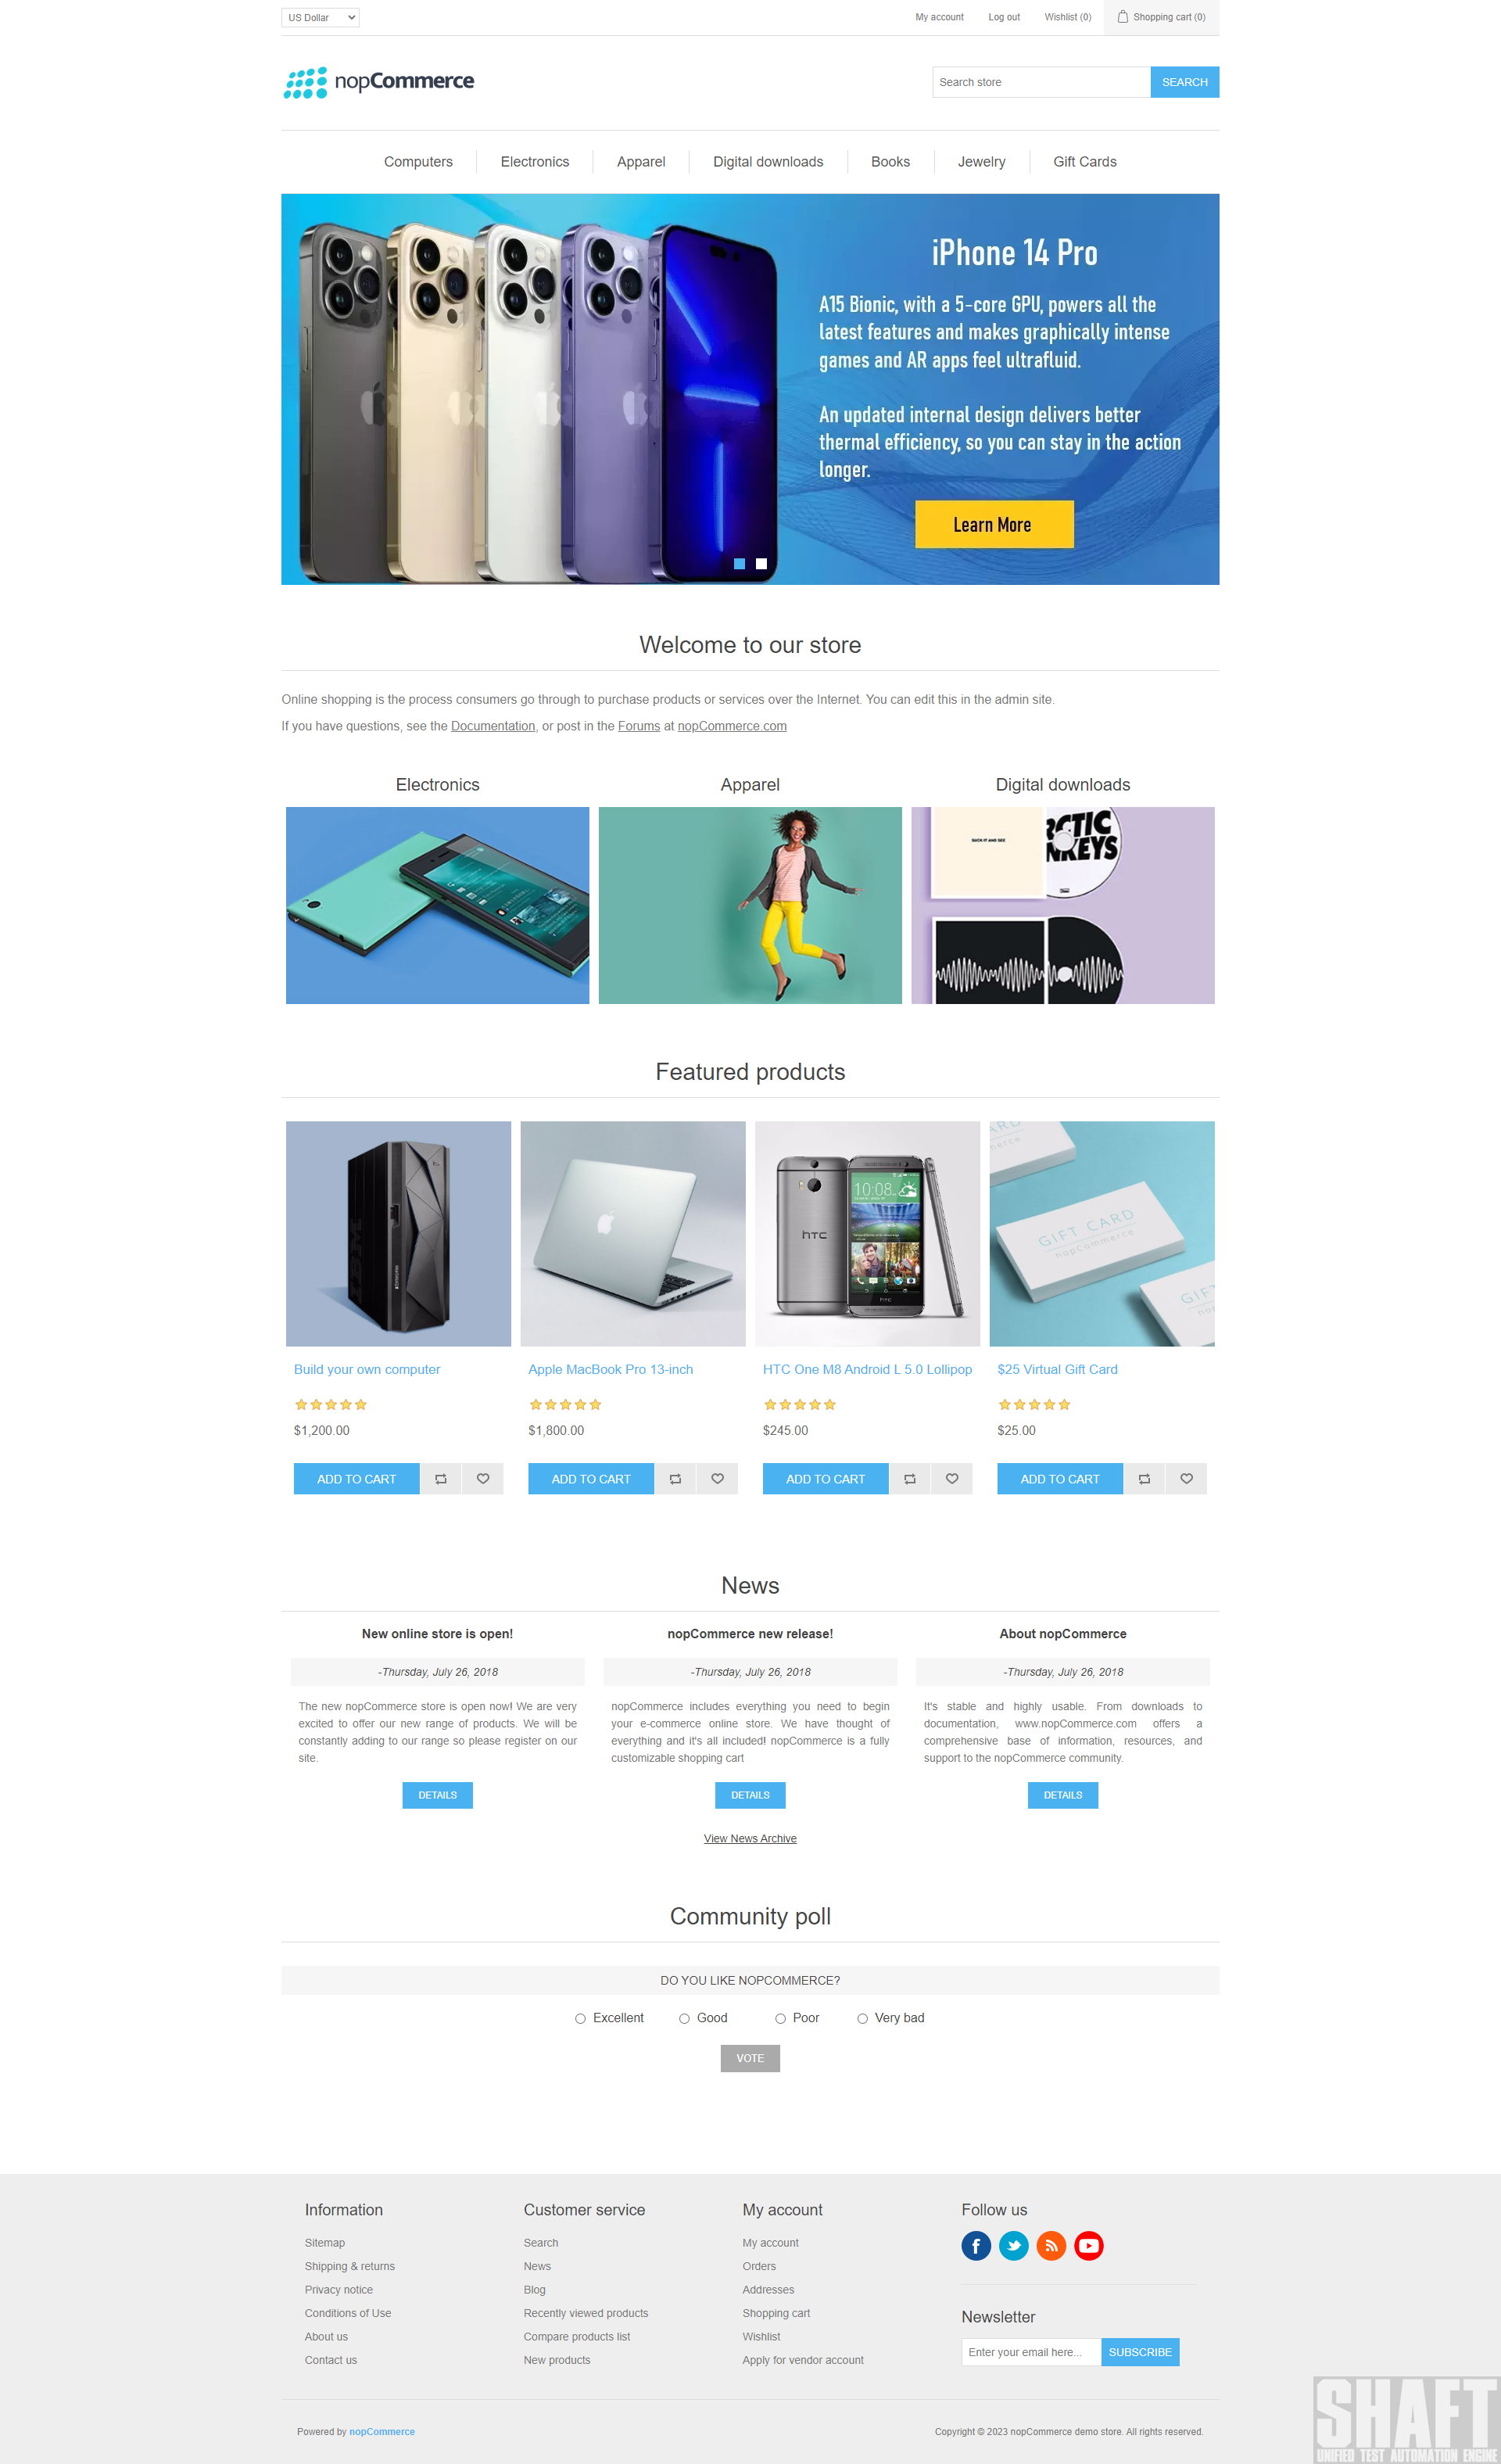 US Dollar
My account
Log out
Wishlist (0)
Shopping cart (0)
nopCommerce
Search store
SEARCH
Computers
Electronics
Apparel
Digital downloads
Books
Jewelry
Gift Cards
iPhone 14 Pro
A15 Bionic, with a 5-core GPU, powers all the
latest features and makes graphically intense
games and AR apps feel ultrafluid.
An updated internal design delivers better
thermal efficiency, so you can stay in the action
longer.
Learn More
Welcome to our store
Online shopping is the process consumers go through to purchase products or services over the Internet. You can edit this in the admin site.
If you have questions, see the Documentation, or post in the Forums at nopCommerce.com
Electronics
Apparel
Digital downloads
SUCK IT AND SEE
RCTIC
NKEYS
Featured products
10:08
hTC
GIFT CARD
nopCommerce
Build your own computer
Apple MacBook Pro 13-inch
HTC One M8 Android L 5.0 Lollipop
$25 Virtual Gift Card
$1,200.00
$1,800.00
$245.00
$25.00
ADD TO CART
ADD TO CART
ADD TO CART
ADD TO CART
News
New online store is open!
-Thursday, July 26, 2018
The new nopCommerce store is open now! We are very
excited to offer our new range of products. We will be
constantly adding to our range so please register on our
site.
DETAILS
nopCommerce new release!
-Thursday, July 26, 2018
nopCommerce includes everything you need to begin
your e-commerce online store. We have thought of
everything and it's all included! nopCommerce is a fully
customizable shopping cart
DETAILS
About nopCommerce
-Thursday, July 26, 2018
It's stable and highly usable. From downloads to
documentation, www.nopCommerce.com offers a
comprehensive base of information, resources, and
support to the nopCommerce community.
DETAILS
View News Archive
Community poll
DO YOU LIKE NOPCOMMERCE?
Excellent
Good
Poor
Very bad
VOTE
Information
Sitemap
Shipping & returns
Privacy notice
Conditions of Use
About us
Contact us
Customer service
Search
News
Blog
Recently viewed products
Compare products list
New products
My account
My account
Orders
Addresses
Shopping cart
Wishlist
Apply for vendor account
Follow us
Newsletter
Enter your email here...
SUBSCRIBE
Powered by nopCommerce
Copyright © 2023 nopCommerce demo store. All rights reserved.
SHAFT
UNIFIED TEST AUTOMATION ENGINE